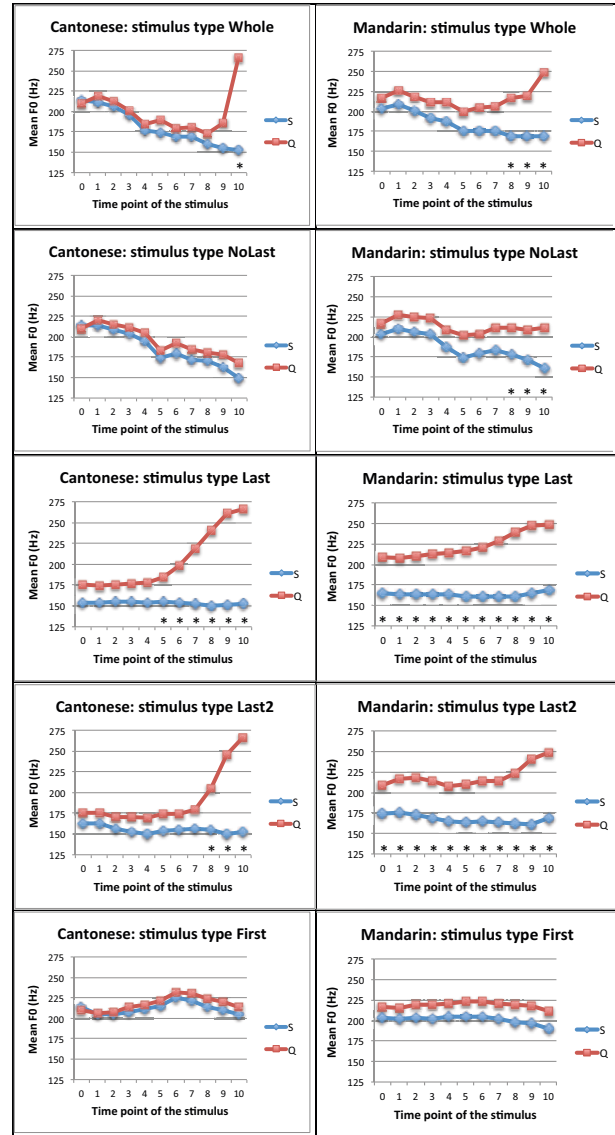 Cantonese: stimulus type Whole
Mean F0 (Hz)
275
250
225
200
175
150
125
S
Q
*
0 1 2 3 4 5 6 7 8 9 10
Time point of the stimulus
Mandarin: stimulus type Whole
Mean F0 (Hz)
275
250
225
200
175
150
125
S
Q
* * *
0 1 2 3 4 5 6 7 8 9 10
Time point of the stimulus
Cantonese: stimulus type NoLast
Mean F0 (Hz)
275
250
225
200
175
150
125
S
Q
0 1 2 3 4 5 6 7 8 9 10
Time point of the stimulus
Mandarin: stimulus type NoLast
Mean F0 (Hz)
275
250
225
200
175
150
125
S
Q
* * *
0 1 2 3 4 5 6 7 8 9 10
Time point of the stimulus
Cantonese: stimulus type Last
Mean F0 (Hz)
275
250
225
200
175
150
125
S
Q
* * * * * *
0 1 2 3 4 5 6 7 8 9 10
Time point of the stimulus
Mandarin: stimulus type Last
Mean F0 (Hz)
275
250
225
200
175
150
125
S
Q
* * * * * * * * * * *
0 1 2 3 4 5 6 7 8 9 10
Time point of the stimulus
Cantonese: stimulus type Last2
Mean F0 (Hz)
275
250
225
200
175
150
125
S
Q
* * *
0 1 2 3 4 5 6 7 8 9 10
Time point of the stimulus
Mandarin: stimulus type Last2
Mean F0 (Hz)
275
250
225
200
175
150
125
S
Q
* * * * * * * * * * *
0 1 2 3 4 5 6 7 8 9 10
Time point of the stimulus
Cantonese: stimulus type First
Mean F0 (Hz)
275
250
225
200
175
150
125
S
Q
0 1 2 3 4 5 6 7 8 9 10
Time point of the stimulus
Mandarin: stimulus type First
Mean F0 (Hz)
275
250
225
200
175
150
125
S
Q
0 1 2 3 4 5 6 7 8 9 10
Time point of the stimulus